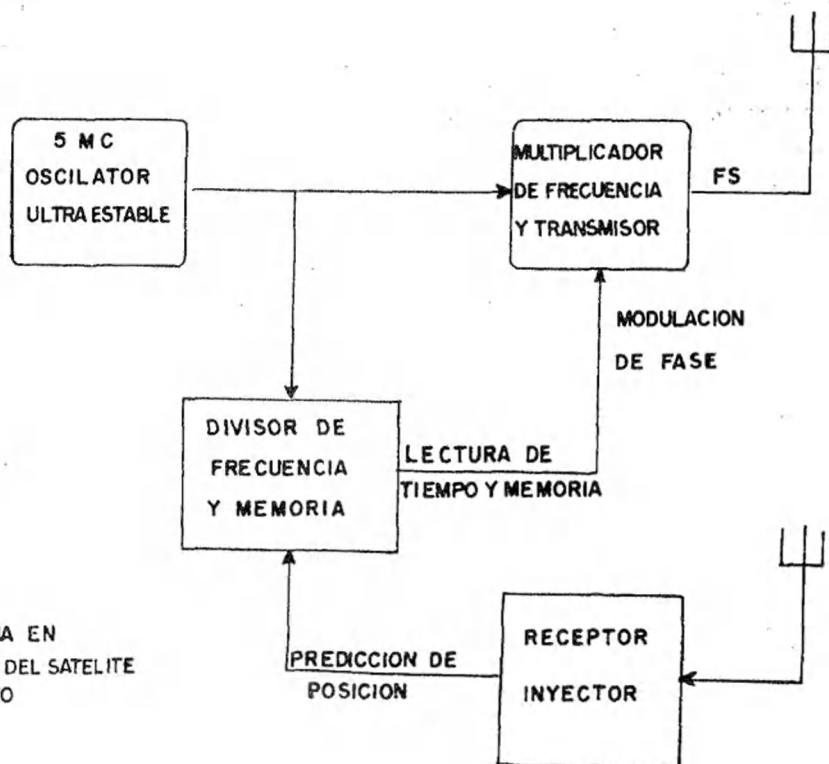 5 MC
OSCILATOR
ULTRA ESTABLE
MULTIPLICADOR
DE FRECUENCIA
Y TRANSMISOR
FS
MODULACION
DE FASE
DIVISOR DE
FRECUENCIA
Y MEMORIA
LECTURA DE
TIEMPO Y MEMORIA
RECEPTOR
INYECTOR
PREDICCION DE
POSICION
A EN
DEL SATELITE
O